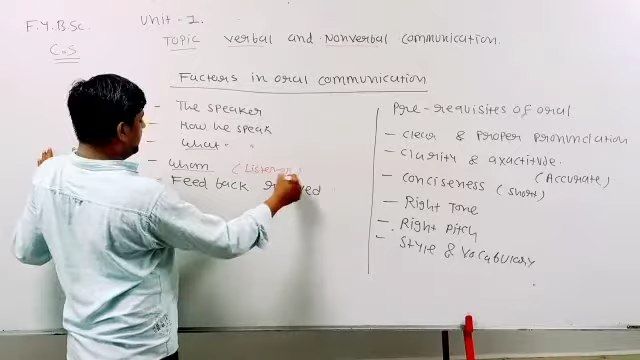 F.Y.B.Sc.
C.S
Unit - I.
TOPIC verbal and Nonverbal communication.
Factors in oral communication
- The speaker
- How he speak
- What " "
- Whom (Listener
- Feed back
Pre-requisites of oral
- Clear & Proper pronunciation
- Clarity & axactitude.
(Accurate)
- Conciseness (short)
- Right Tone
- Right Pitch
- Style & Vocabulary